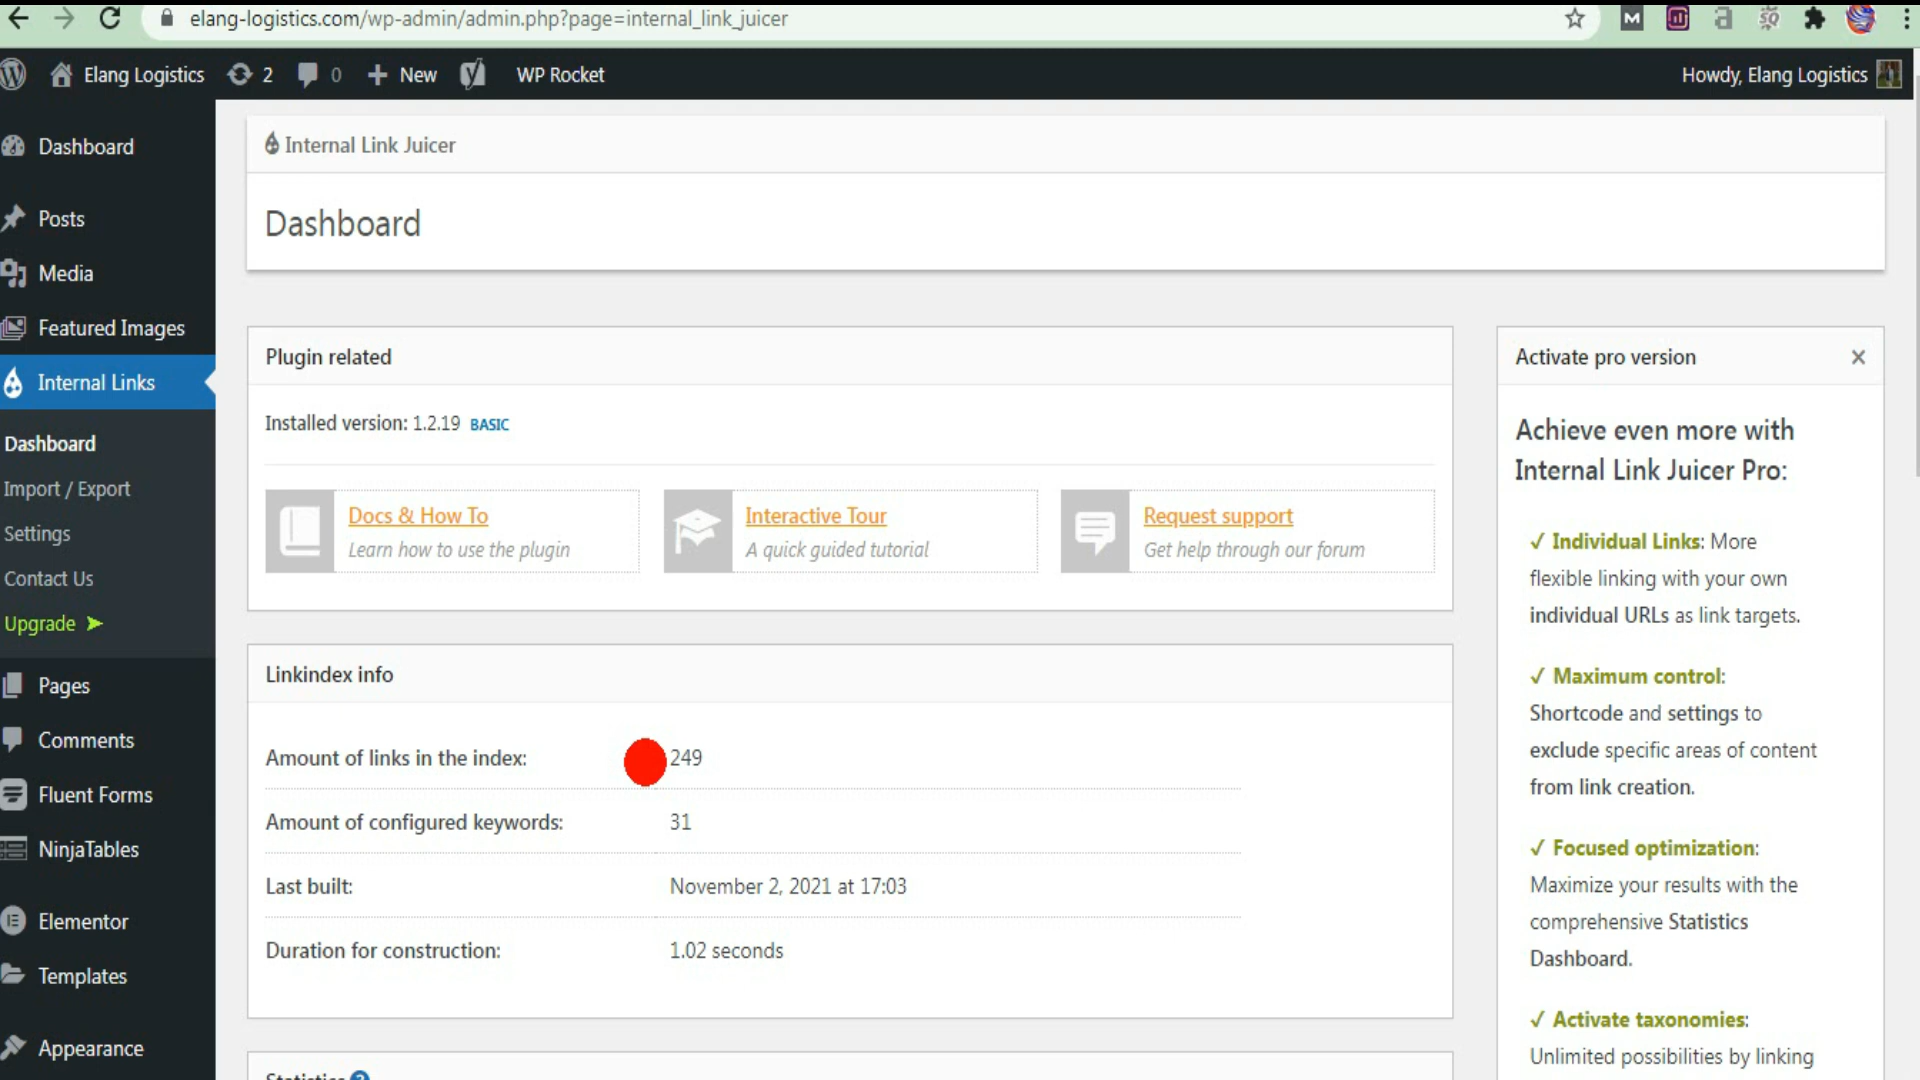 elang-logistics.com/wp-admin/admin.php?page=internal_link_juicer
Elang Logistics 2 0 New WP Rocket Howdy, Elang Logistics
Dashboard
Posts
Media
Featured Images
Internal Links
Dashboard
Import / Export
Settings
Contact Us
Upgrade ➤
Pages
Comments
Fluent Forms
NinjaTables
Elementor
Templates
Appearance
Internal Link Juicer
Dashboard
Plugin related
Installed version: 1.2.19 BASIC
Docs & How To
Learn how to use the plugin
Interactive Tour
A quick guided tutorial
Request support
Get help through our forum
Linkindex info
Amount of links in the index: 249
Amount of configured keywords: 31
Last built: November 2, 2021 at 17:03
Duration for construction: 1.02 seconds
Statistics
Activate pro version
Achieve even more with
Internal Link Juicer Pro:
✓ Individual Links: More
flexible linking with your own
individual URLs as link targets.
✓ Maximum control:
Shortcode and settings to
exclude specific areas of content
from link creation.
✓ Focused optimization:
Maximize your results with the
comprehensive Statistics
Dashboard.
✓ Activate taxonomies:
Unlimited possibilities by linking